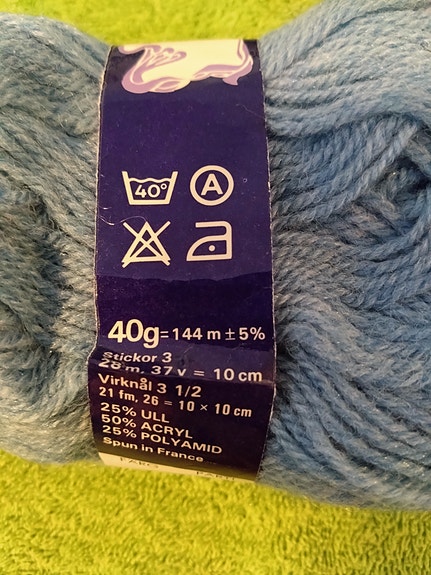 40°
A
40g=144 m ± 5%
Stickor 3
28 m, 37 v = 10 cm
Virknål 3 1/2
21 fm, 26 = 10 × 10 cm
25% ULL
50% ACRYL
25% POLYAMID
Spun in France